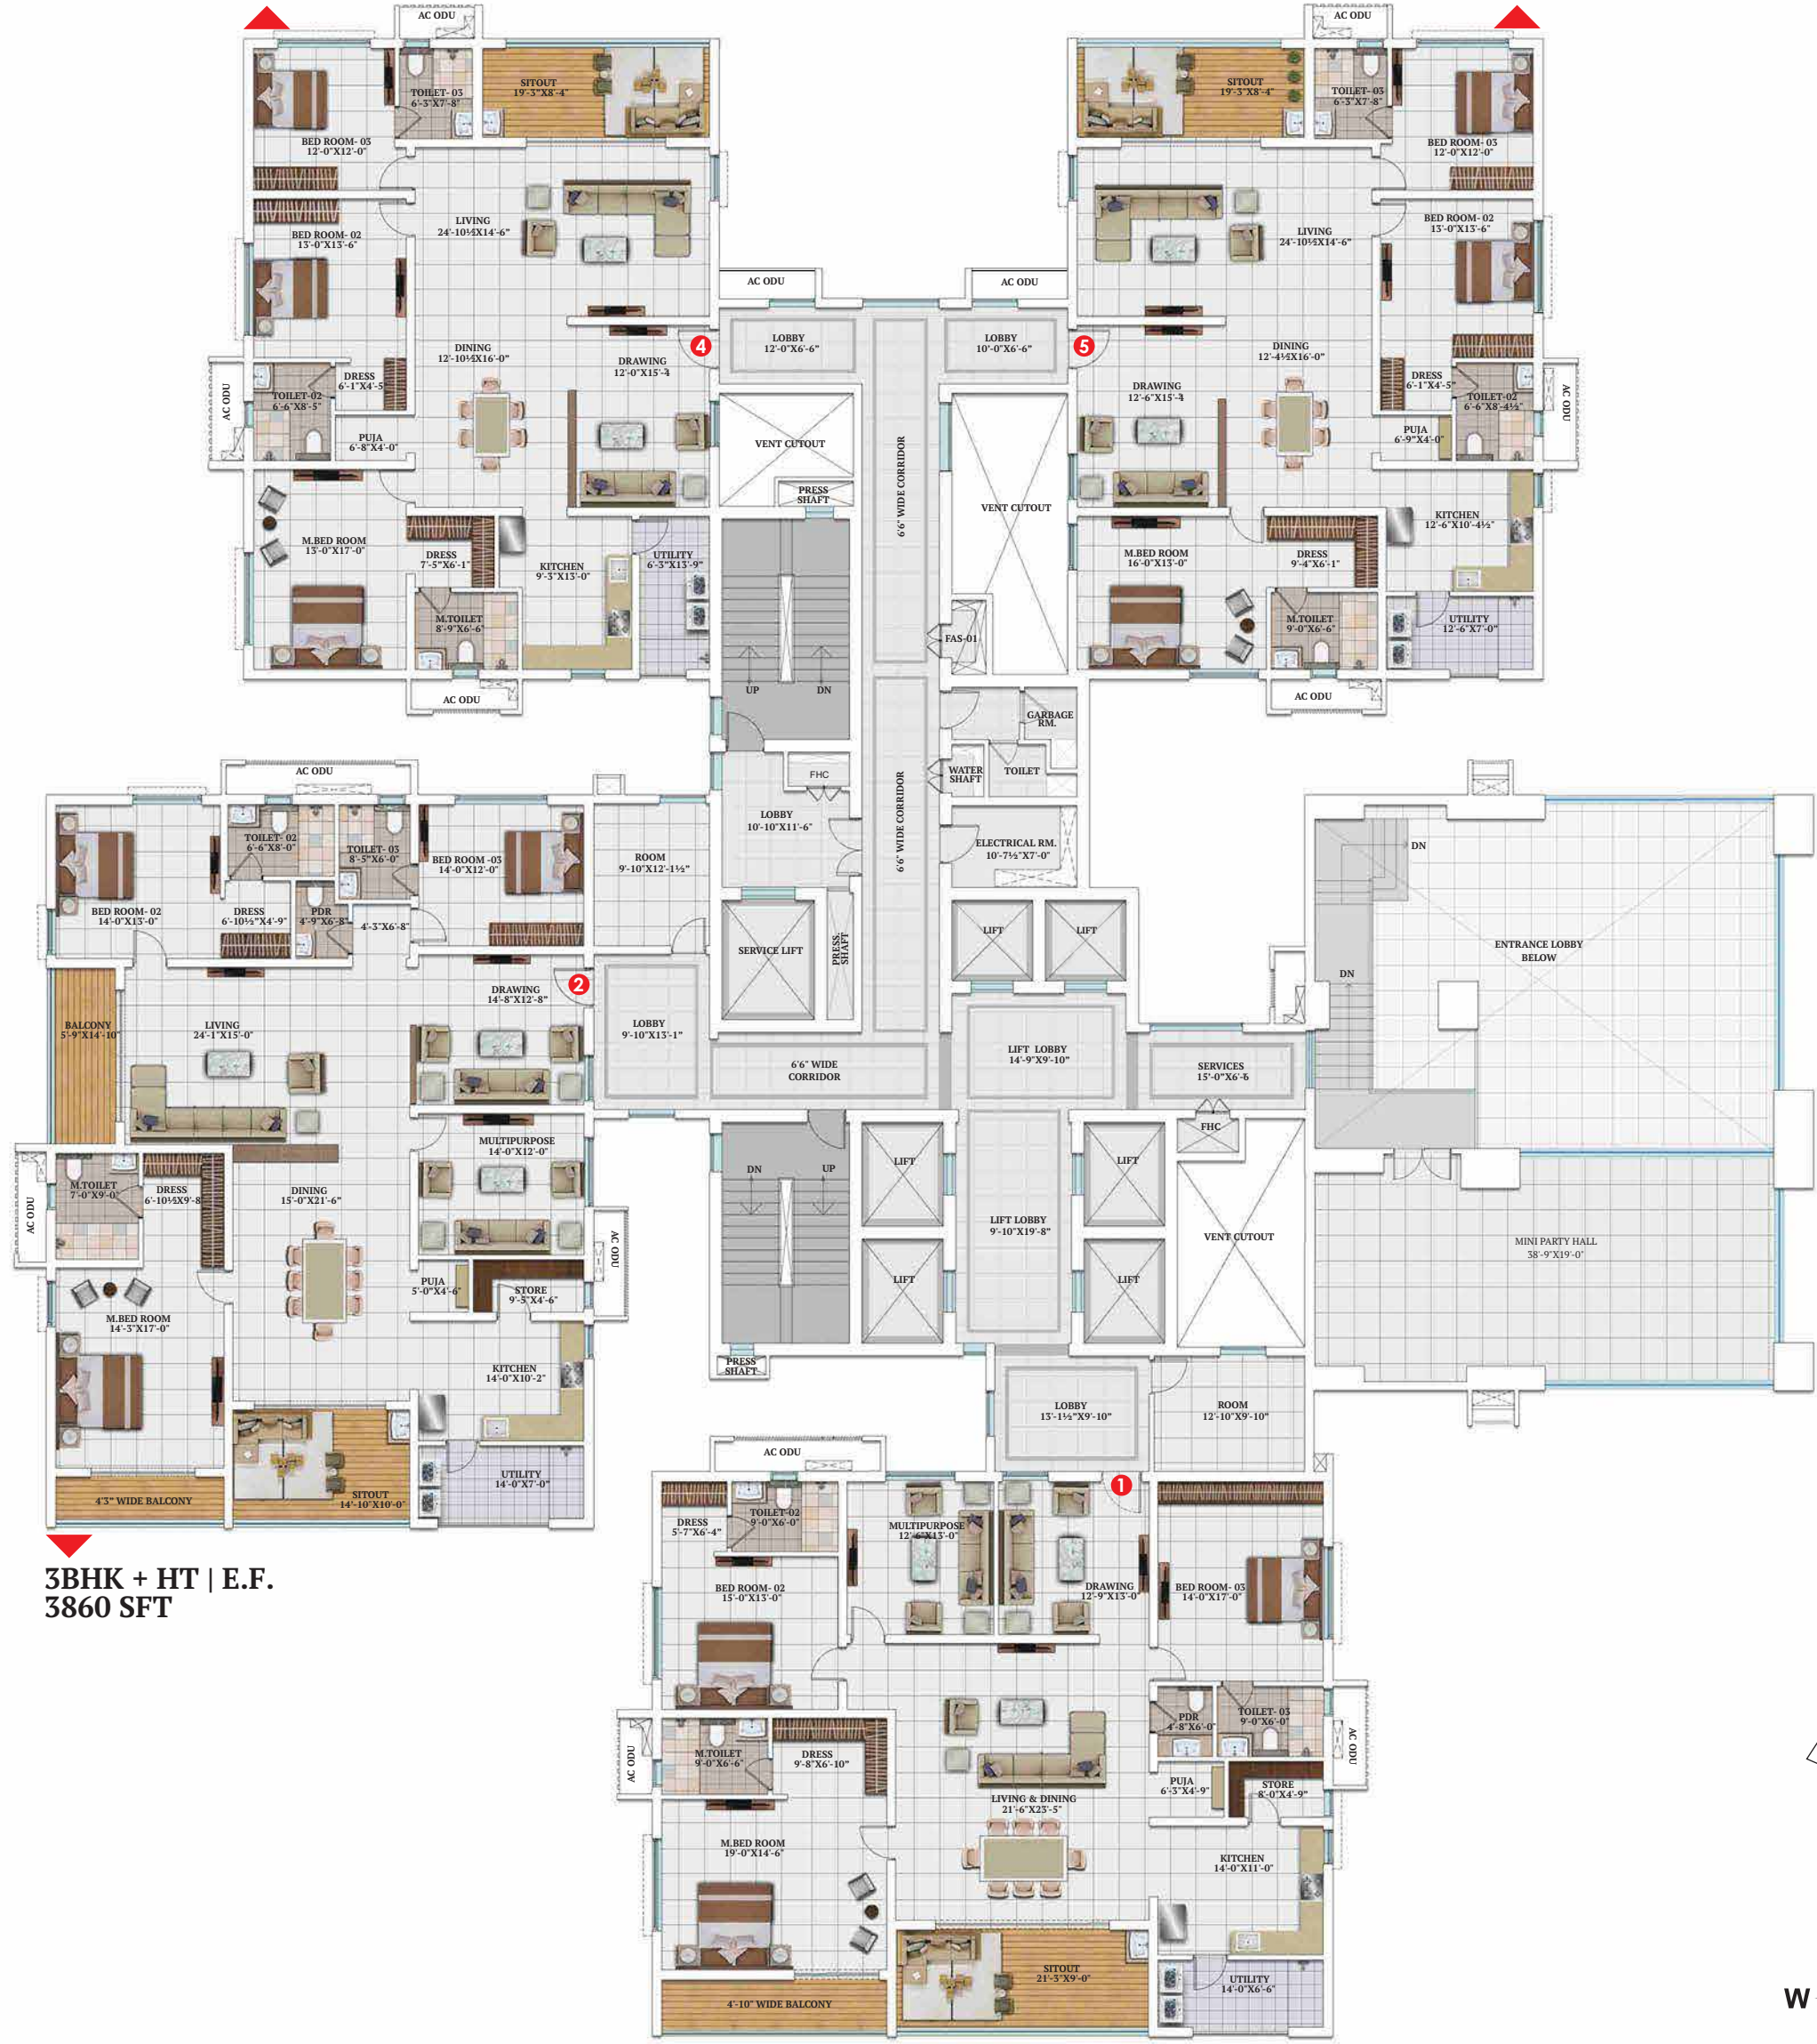 AC ODU
SITOUT
19'-3"X8'-4"
TOILET- 03
6'-3"X7'-8"
BED ROOM- 03
12'-0"X12'-0"
LIVING
24'-10½X14'-6"
BED ROOM- 02
13'-0"X13'-6"
DINING
12'-10½X16'-0"
DRAWING
12'-0"X15'-4
DRESS
6'-1"X4'-5"
TOILET-02
6'-6"X8'-5"
AC ODU
PUJA
6'-8"X4'-0"
M.BED ROOM
13'-0"X17'-0"
DRESS
7'-5"X6'-1"
KITCHEN
9'-3"X13'-0"
UTILITY
6'-3"X13'-9"
M.TOILET
8'-9"X6'-6"
AC ODU
4
AC ODU
LOBBY
12'-0"X6'-6"
AC ODU
LOBBY
10'-0"X6'-6"
5
AC ODU
SITOUT
19'-3"X8'-4"
TOILET- 03
6'-3"X7'-8"
BED ROOM- 03
12'-0"X12'-0"
LIVING
24'-10½X14'-6"
BED ROOM- 02
13'-0"X13'-6"
DINING
12'-4½X16'-0"
DRAWING
12'-6"X15'-4
DRESS
6'-1"X4'-5"
TOILET-02
6'-6"X8'-4½"
AC ODU
PUJA
6'-9"X4'-0"
KITCHEN
12'-6"X10'-4½"
M.BED ROOM
16'-0"X13'-0"
DRESS
9'-4"X6'-1"
M.TOILET
9'-0"X6'-6"
UTILITY
12'-6"X7'-0"
AC ODU
VENT CUTOUT
PRESS
SHAFT
6'6" WIDE CORRIDOR
VENT CUTOUT
FAS-01
UP
DN
GARBAGE
RM.
WATER
SHAFT
TOILET
FHC
LOBBY
10'-10"X11'-6"
6'6" WIDE CORRIDOR
ELECTRICAL RM.
10'-7½"X7'-0"
SERVICE LIFT
PRESS.
SHAFT
LIFT
LIFT
AC ODU
TOILET- 02
6'-6"X8'-0"
TOILET- 03
8'-5"X6'-0"
BED ROOM -03
14'-0"X12'-0"
ROOM
9'-10"X12'-1½"
BED ROOM- 02
14'-0"X13'-0"
DRESS
6'-10½"X4'-9"
PDR
4'-9"X6'-8"
4'-3"X6'-8"
DRAWING
14'-8"X12'-8"
2
BALCONY
5'-9"X14'-10"
LIVING
24'-1"X15'-0"
LOBBY
9'-10"X13'-1"
6'6" WIDE
CORRIDOR
LIFT LOBBY
14'-9"X9'-10"
SERVICES
15'-0"X6'-6
DN
DN
ENTRANCE LOBBY
BELOW
MULTIPURPOSE
14'-0"X12'-0"
M.TOILET
7'-0"X9'-0"
DRESS
6'-10½X9'-8
AC ODU
DINING
15'-0"X21'-6"
AC ODU
PUJA
5'-0"X4'-6"
STORE
9'-5"X4'-6"
M.BED ROOM
14'-3"X17'-0"
KITCHEN
14'-0"X10'-2"
UTILITY
14'-0"X7'-0"
SITOUT
14'-10"X10'-0"
4'3" WIDE BALCONY
3BHK + HT | E.F.
3860 SFT
DN
UP
LIFT
LIFT
LIFT
LIFT
LIFT LOBBY
9'-10"X19'-8"
FHC
VENT CUTOUT
MINI PARTY HALL
38'-9"X19'-0"
PRESS
SHAFT
LOBBY
13'-1½"X9'-10"
ROOM
12'-10"X9'-10"
AC ODU
1
DRESS
5'-7"X6'-4"
TOILET-02
9'-0"X6'-0"
MULTIPURPOSE
12'-6"X13'-0"
DRAWING
12'-9"X13'-0"
BED ROOM- 03
14'-0"X17'-0"
BED ROOM- 02
15'-0"X13'-0"
PDR
4'-8"X6'-0"
TOILET- 03
9'-0"X6'-0"
AC ODU
M.TOILET
9'-0"X6'-6"
DRESS
9'-8"X6'-10"
AC ODU
PUJA
6'-3"X4'-9"
STORE
8'-0"X4'-9"
LIVING & DINING
21'-6"X23'-5"
M.BED ROOM
19'-0"X14'-6"
KITCHEN
14'-0"X11'-0"
SITOUT
21'-3"X9'-0"
UTILITY
14'-0"X6'-6"
4'-10" WIDE BALCONY
W